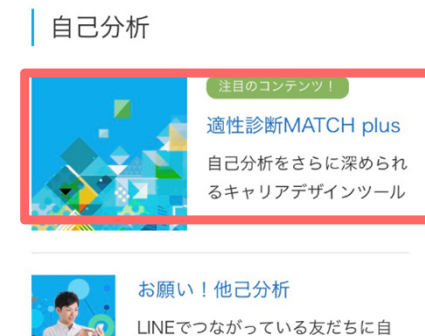 自己分析
注目のコンテンツ！
適性診断MATCH plus
自己分析をさらに深められ
るキャリアデザインツール
お願い！他己分析
LINEでつながっている友だちに自